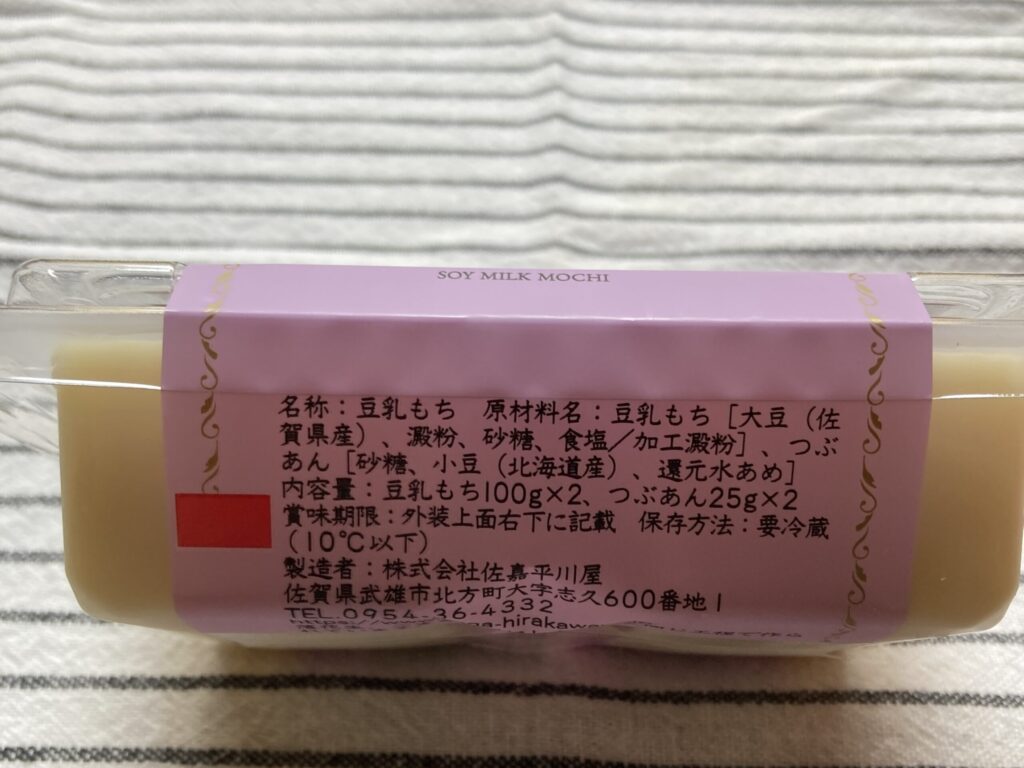 SOY MILK MOCHI
名称：豆乳もち　原材料名：豆乳もち［大豆（佐
賀県産）、澱粉、砂糖、食塩／加工澱粉］、つぶ
あん［砂糖、小豆（北海道産）、還元水あめ］
内容量：豆乳もち100g×2、つぶあん25g×2
賞味期限：外装上面右下に記載　保存方法：要冷蔵
（10℃以下）
製造者：株式会社佐嘉平川屋
佐賀県武雄市北方町大字志久600番地1
TEL 0954-36-4332